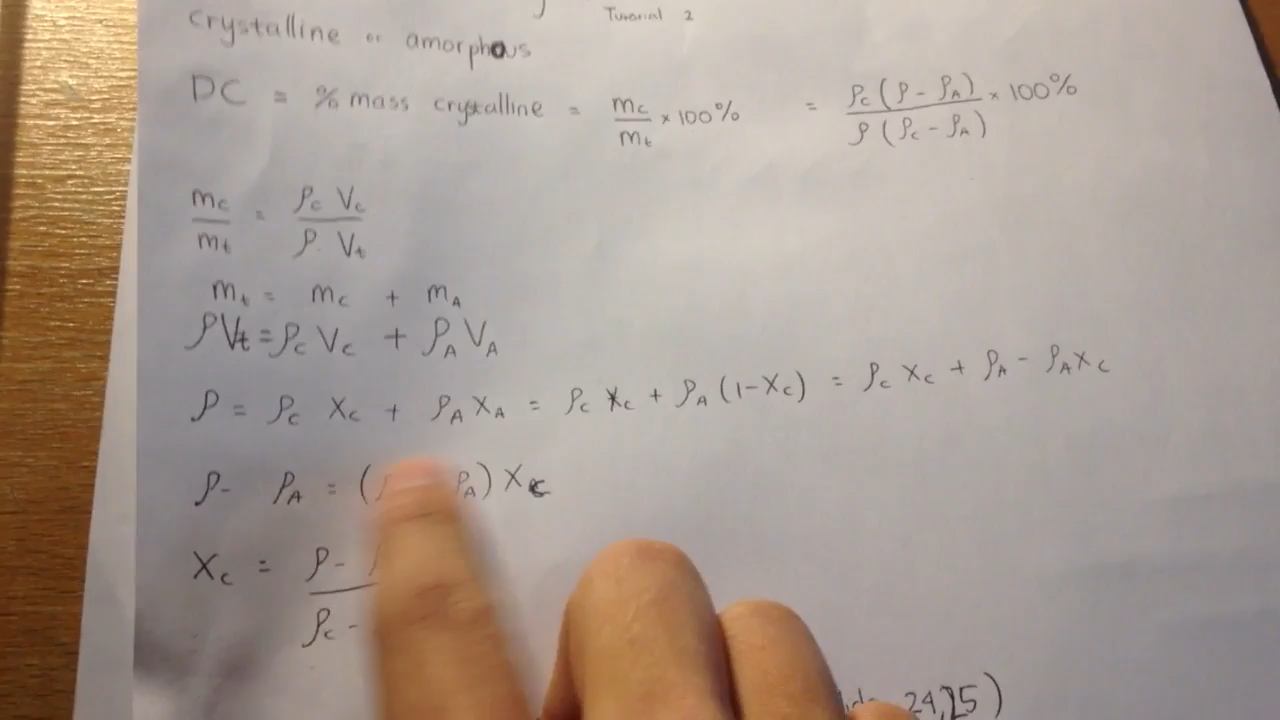 Tutorial 2
crystalline or amorphous
DC = % mass crystalline = mc/mt × 100% = ρc (ρ - ρA) / ρ (ρc - ρA) × 100%
mc/mt = ρc Vc / ρ Vt
mt = mc + mA
ρVt = ρc Vc + ρA VA
ρ = ρc Xc + ρA XA = ρc Xc + ρA (1-Xc) = ρc Xc + ρA - ρA Xc
ρ - ρA = ( ρA) Xc
Xc = ρ - / ρc -
24,25)